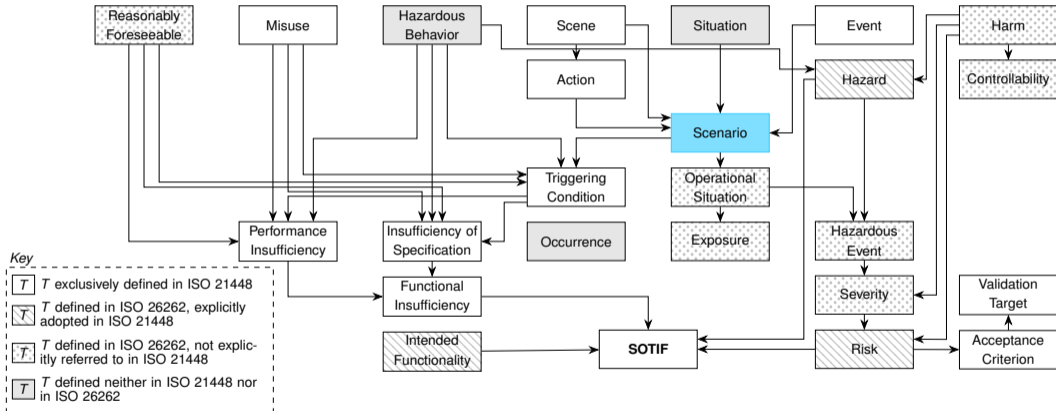 Reasonably
Foreseeable
Misuse
Hazardous
Behavior
Scene
Situation
Event
Harm
Action
Hazard
Controllability
Scenario
Triggering
Condition
Operational
Situation
Performance
Insufficiency
Insufficiency of
Specification
Occurrence
Exposure
Hazardous
Event
Functional
Insufficiency
Severity
Validation
Target
Intended
Functionality
SOTIF
Risk
Acceptance
Criterion
Key
T T exclusively defined in ISO 21448
T T defined in ISO 26262, explicitly
adopted in ISO 21448
T T defined in ISO 26262, not explic-
itly referred to in ISO 21448
T T defined neither in ISO 21448 nor
in ISO 26262